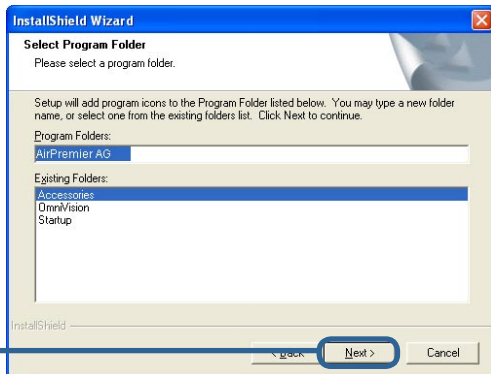 InstallShield Wizard
Select Program Folder
Please select a program folder.
Setup will add program icons to the Program Folder listed below. You may type a new folder
name, or select one from the existing folders list. Click Next to continue.
Program Folders:
AirPremier AG
Existing Folders:
Accessories
OmniVision
Startup
InstallShield
< Back Next > Cancel